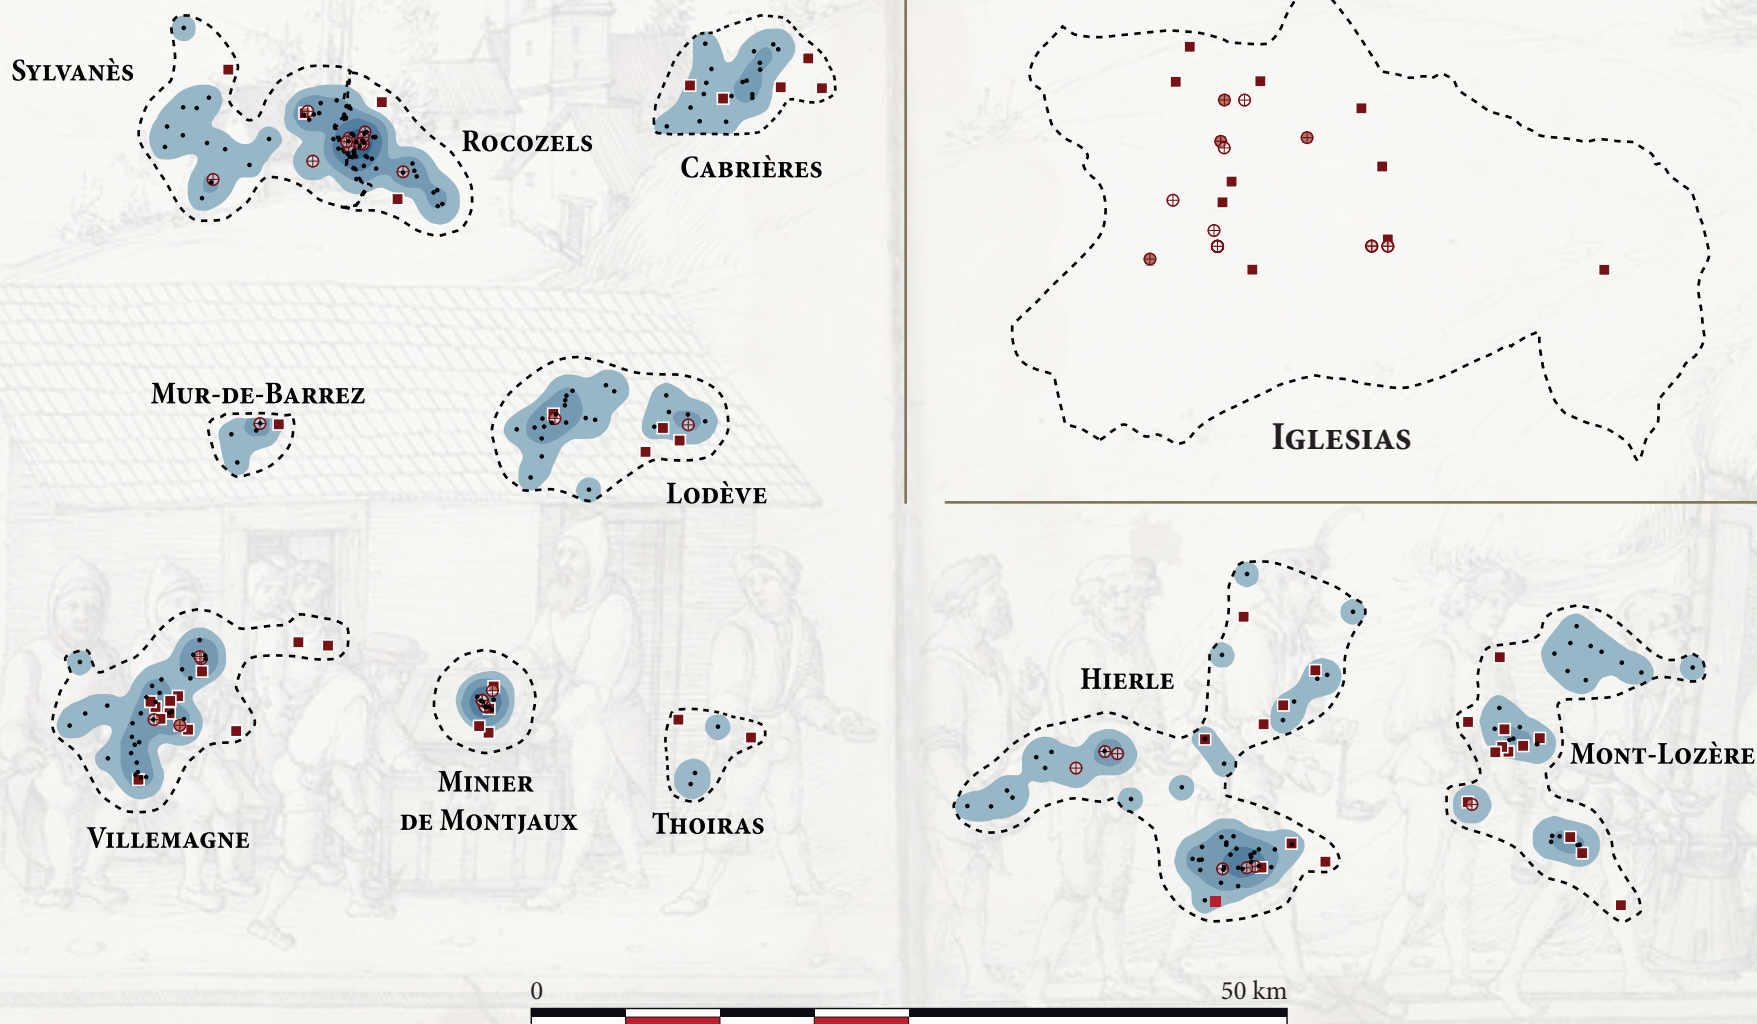 Sylvanès
Rocozels
Cabrières
Iglesias
Mur-de-Barrez
Lodève
Hierle
Mont-Lozère
Villemagne
Minier
de Montjaux
Thoiras
0
50 km